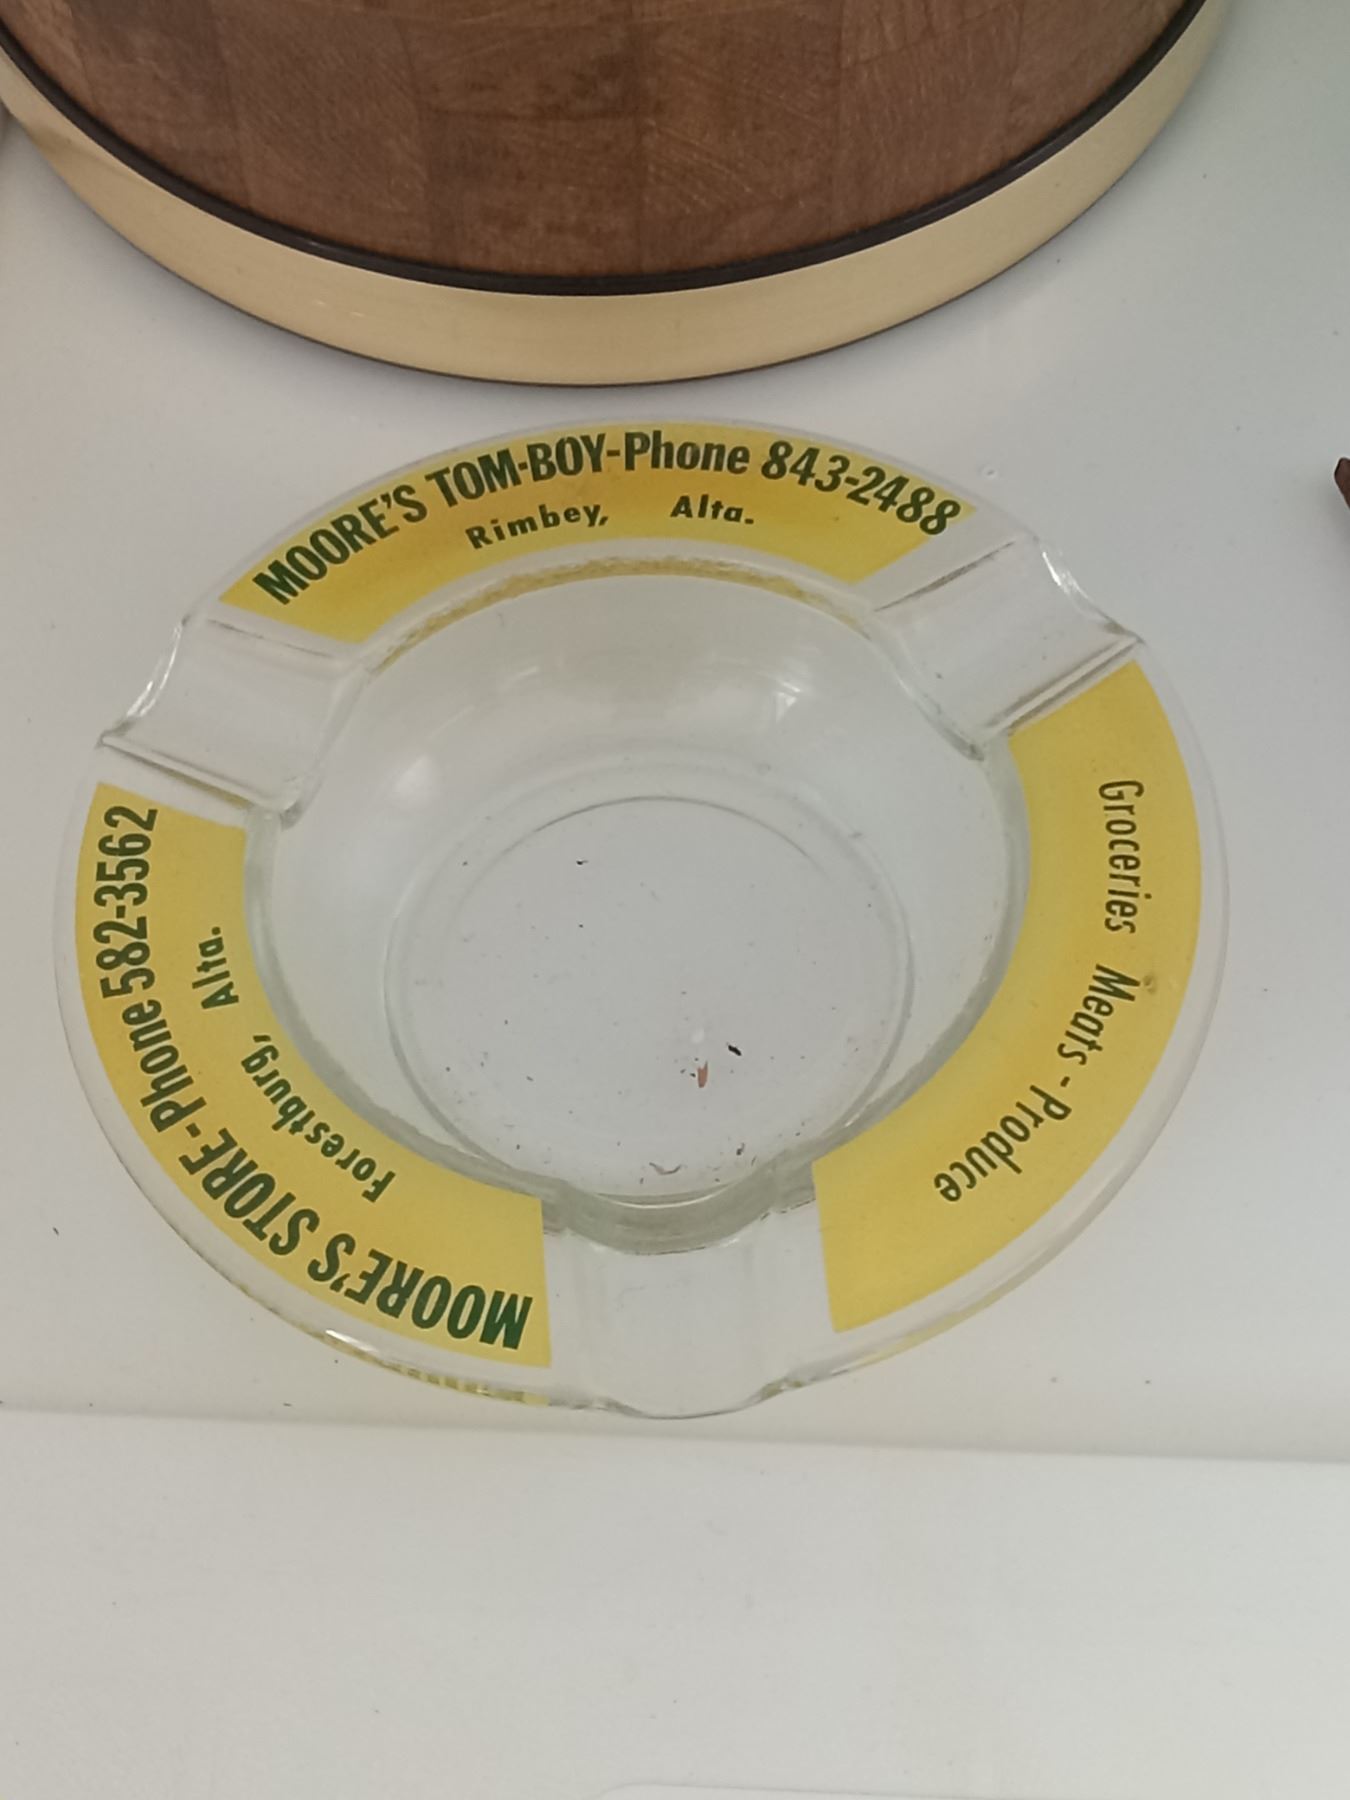 MOORE'S TOM-BOY-Phone 843-2488
Rimbey, Alta.
Groceries Meats - Produce
MOORE'S STORE - Phone 582-3562
Forestburg, Alta.